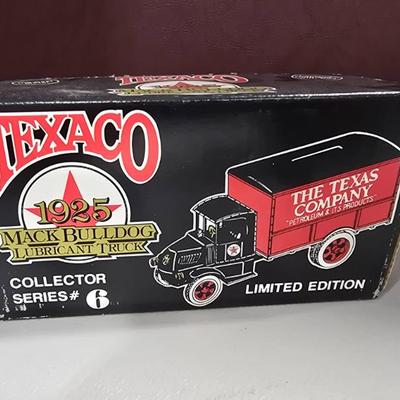 TEXACO
1925
MACK BULLDOG
LUBRICANT TRUCK
COLLECTOR
SERIES # 6
THE TEXAS
COMPANY
"PETROLEUM & ITS PRODUCTS"
LIMITED EDITION